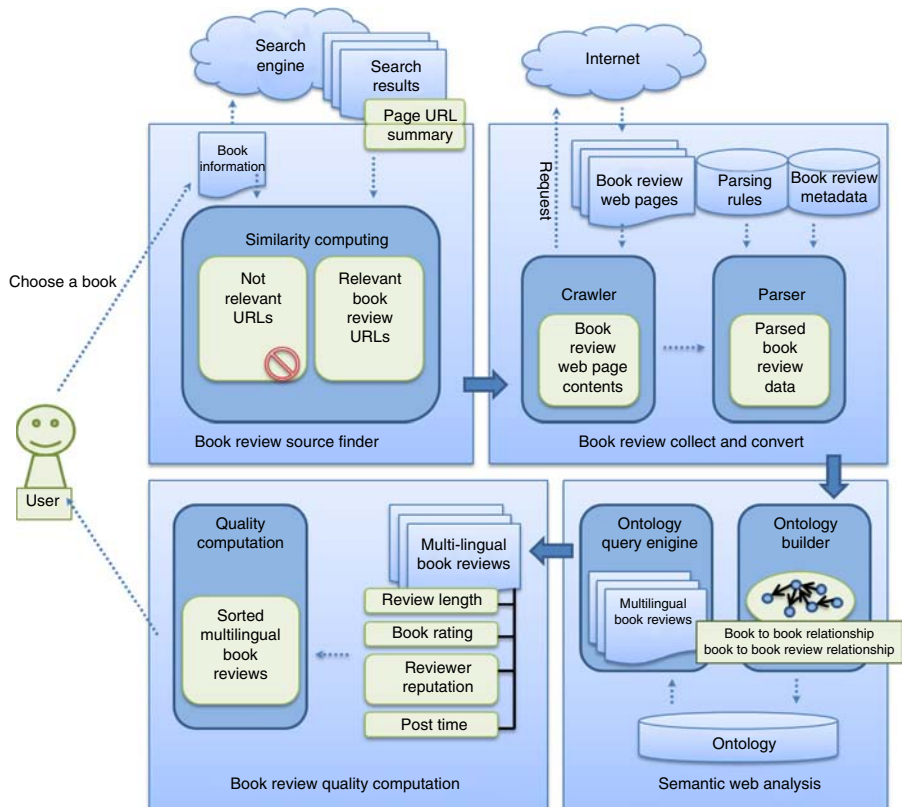 Search
engine
Search
results
Page URL
summary
Internet
Book
information
Request
Book review
web pages
Parsing
rules
Book review
metadata
Choose a book
Similarity computing
Not
relevant
URLs
Relevant
book
review
URLs
Crawler
Book
review
web page
contents
Parser
Parsed
book
review
data
Book review source finder
Book review collect and convert
User
Quality
computation
Sorted
multilingual
book
reviews
Multi-lingual
book reviews
Review length
Book rating
Reviewer
reputation
Post time
Ontology
query enigine
Multilingual
book reviews
Ontology
builder
Book to book relationship
book to book review relationship
Ontology
Book review quality computation
Semantic web analysis